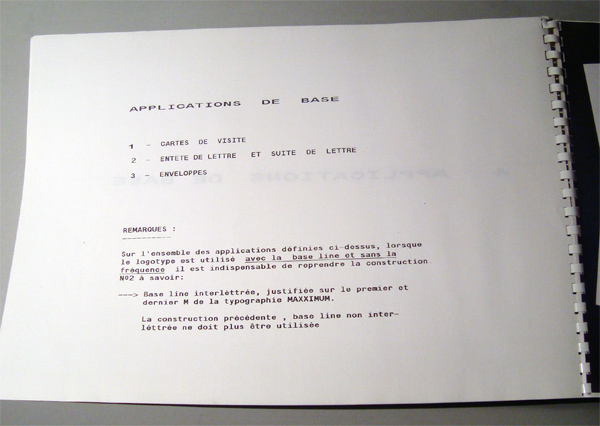 APPLICATIONS DE BASE
1 - CARTES DE VISITE
2 - ENTETE DE LETTRE ET SUITE DE LETTRE
3 - ENVELOPPES
REMARQUES :
Sur l'ensemble des applications définies ci-dessus, lorsque
le logotype est utilisé avec la base line et sans la
fréquence il est indispensable de reprendre la construction
Nº2 à savoir:
---> Base line interlèttrée, justifiée sur le premier et
dernier M de la typographie MAXXIMUM.
La construction précédente , base line non inter-
lèttrée ne doit plus être utilisée